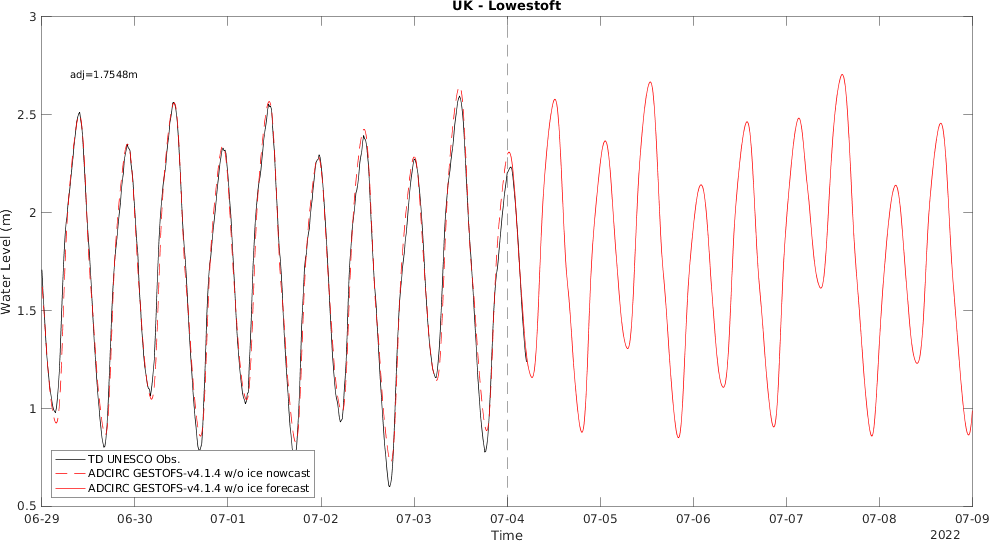 UK - Lowestoft
3
adj=1.7548m
2.5
2
Water Level (m)
1.5
1
TD UNESCO Obs.
ADCIRC GESTOFS-v4.1.4 w/o ice nowcast
ADCIRC GESTOFS-v4.1.4 w/o ice forecast
0.5
06-29 06-30 07-01 07-02 07-03 07-04 07-05 07-06 07-07 07-08 07-09
Time
2022